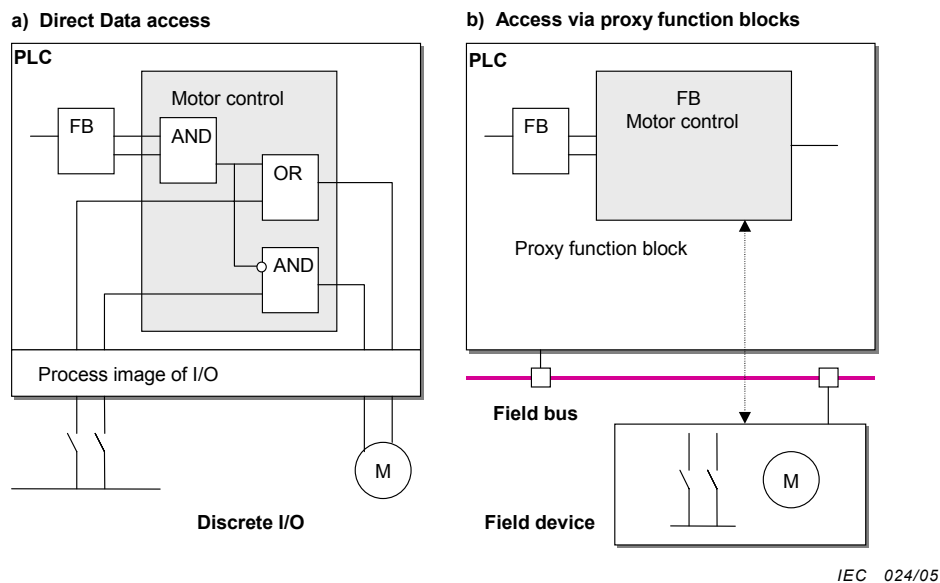 a) Direct Data access
PLC
Motor control
FB
AND
OR
AND
Process image of I/O
M
Discrete I/O
b) Access via proxy function blocks
PLC
FB
FB
Motor control
Proxy function block
Field bus
M
Field device
IEC 024/05